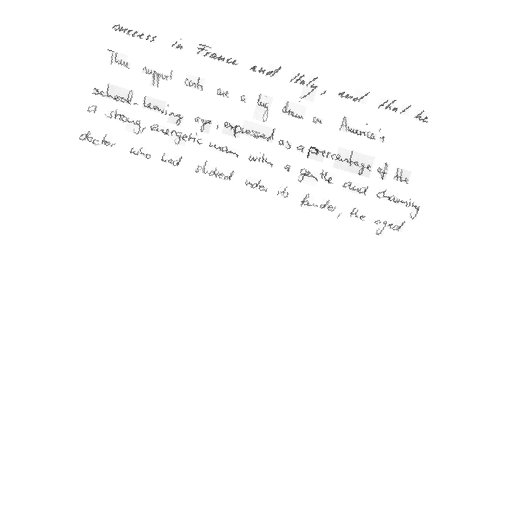 success in France and Italy, and that he
These support costs are a big drain on America's
school-leaving age, expressed as a percentage of the
a strong, energetic man with a gentle and charming
doctor who had studied under its founder, the aged